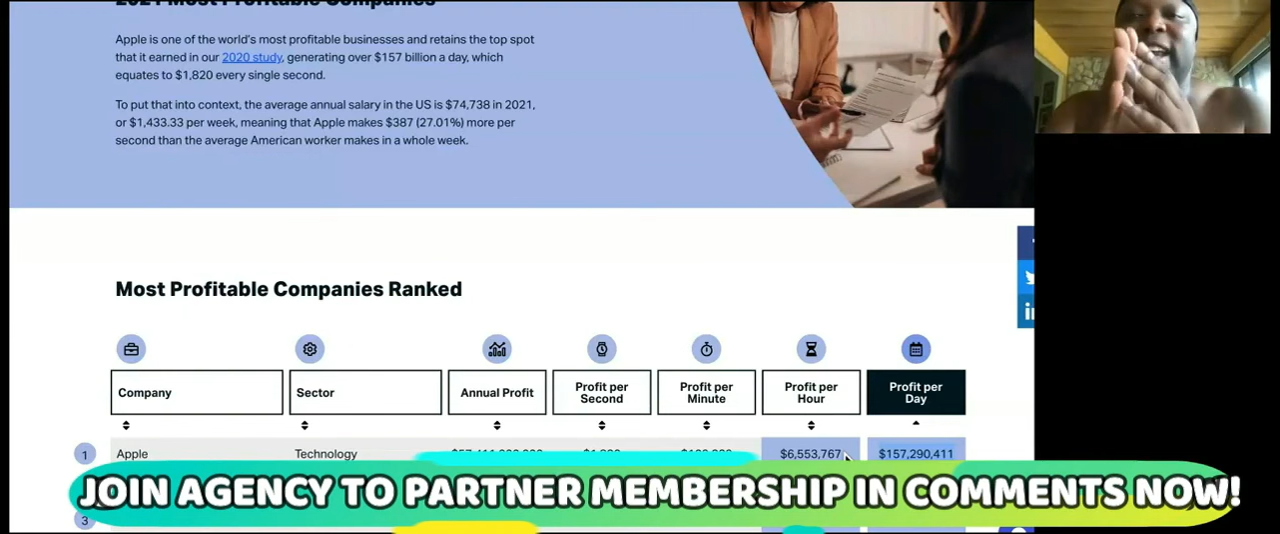 2021 Most Profitable Companies
Apple is one of the world's most profitable businesses and retains the top spot
that it earned in our 2020 study, generating over $157 billion a day, which
equates to $1,820 every single second.
To put that into context, the average annual salary in the US is $74,738 in 2021,
or $1,433.33 per week, meaning that Apple makes $387 (27.01%) more per
second than the average American worker makes in a whole week.
Most Profitable Companies Ranked
Company
Sector
Annual Profit
Profit per
Second
Profit per
Minute
Profit per
Hour
Profit per
Day
1
Apple
Technology
$6,553,767
$157,290,411
JOIN AGENCY TO PARTNER MEMBERSHIP IN COMMENTS NOW!
3